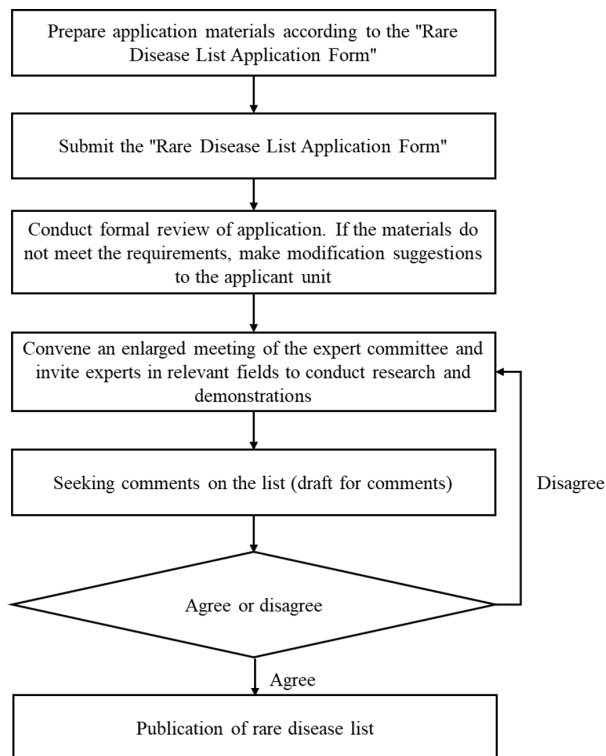 Prepare application materials according to the "Rare
Disease List Application Form"
Submit the "Rare Disease List Application Form"
Conduct formal review of application. If the materials do
not meet the requirements, make modification suggestions
to the applicant unit
Convene an enlarged meeting of the expert committee and
invite experts in relevant fields to conduct research and
demonstrations
Seeking comments on the list (draft for comments)
Disagree
Agree or disagree
Agree
Publication of rare disease list